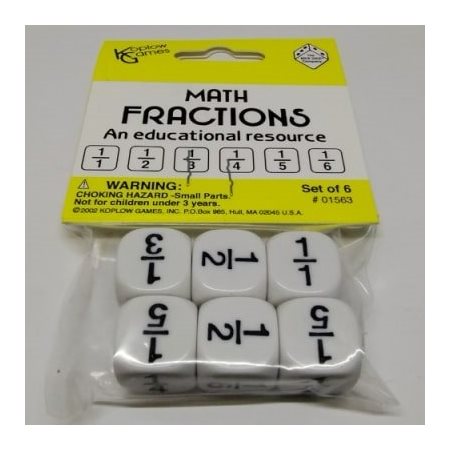 Koplow
Games
MATH
FRACTIONS
An educational resource
1/1 1/2 1/3 1/4 1/5 1/6
WARNING:
CHOKING HAZARD -Small Parts.
Not for children under 3 years.
Set of 6
# 01563
©2002 KOPLOW GAMES, INC. P.O.Box 965, Hull, MA 02045 U.S.A.
1/3 1/2 1/1
1/5 1/2 1/5